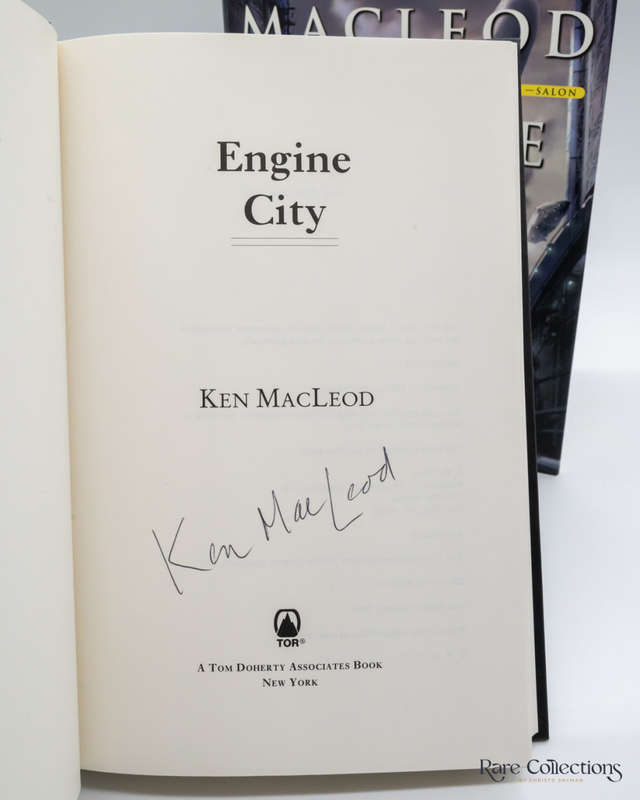 MACLEOD
—SALON
E
Engine
City
KEN MACLEOD
Ken MacLeod
TOR®
A TOM DOHERTY ASSOCIATES BOOK
NEW YORK
Rare Collections